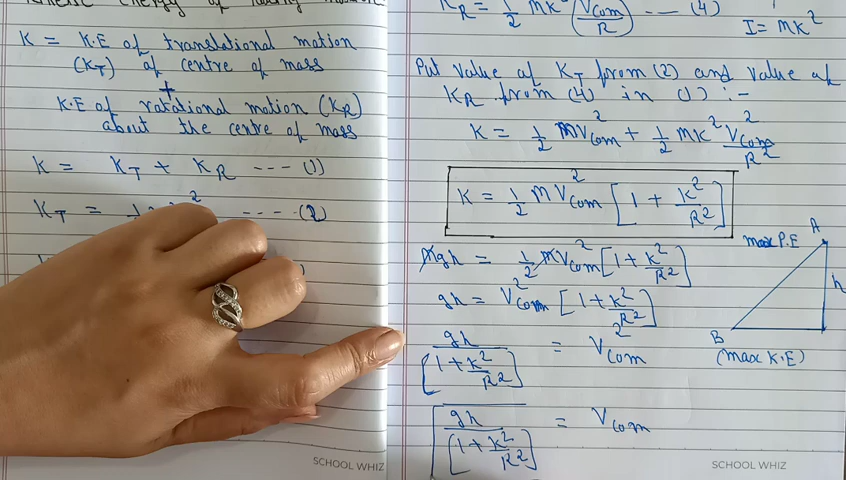 K = K.E of translational motion
(K_T) of centre of mass
+
K.E of rotational motion (K_R)
about the centre of mass
K = K_T + K_R ---- (1)
K_T = ---- (2)
SCHOOL WHIZ
K_R = 1/2 MK² (V_com/R) --- (4)
I = MK²
Put value of K_T from (2) and value of
K_R from (4) in (1) :-
K = 1/2 MV²_com + 1/2 MK² V²_com/R²
K = 1/2 MV²_com [1 + K²/R²]
Mgh = 1/2 MV²_com [1 + K²/R²]
gh = V²_com [1 + K²/R²]
gh/[1 + K²/R²] = V²_com
√(gh/[1 + K²/R²]) = V_com
A
max P.E
h
B
(max K.E)
SCHOOL WHIZ